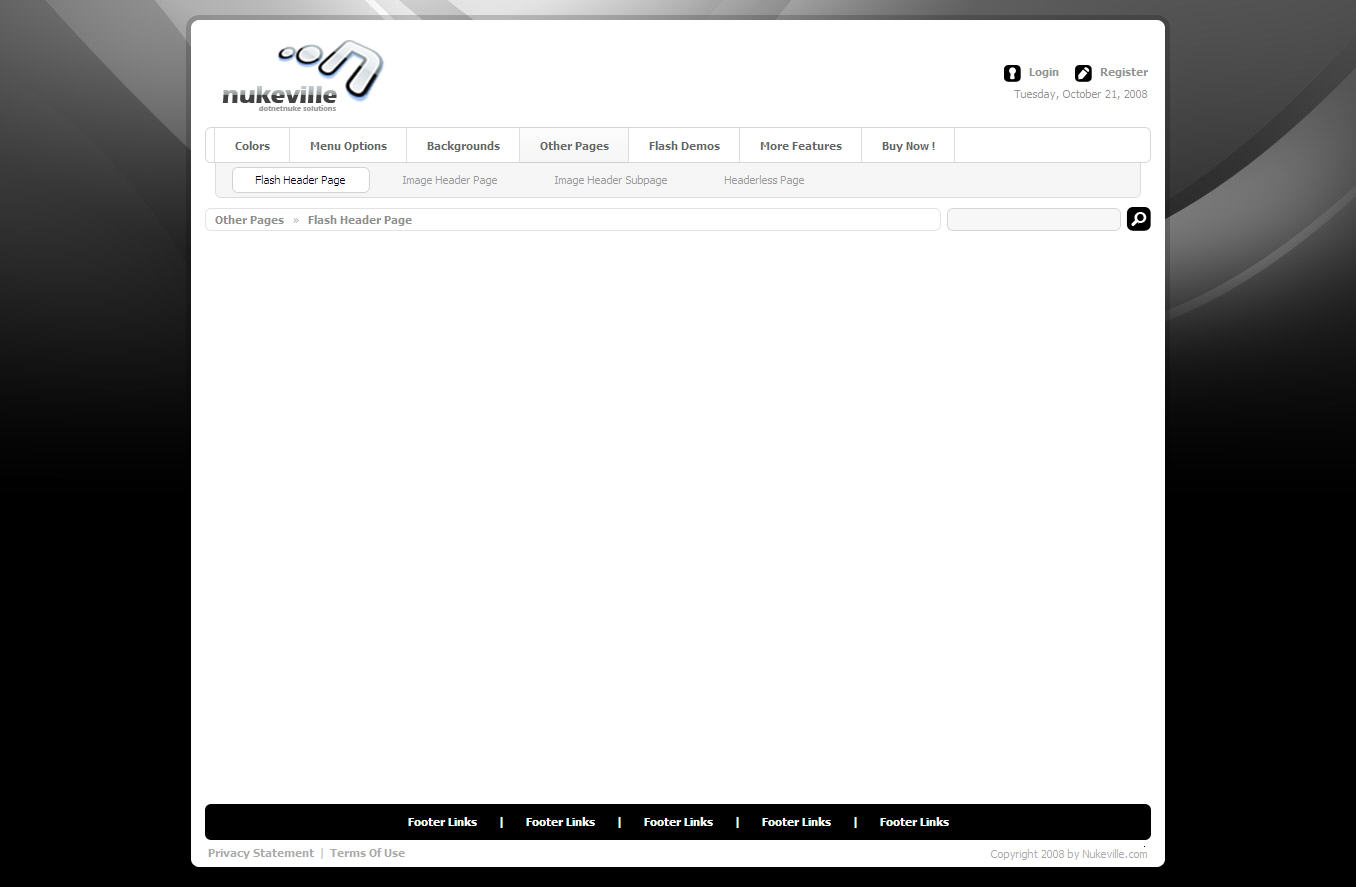 nukeville
dotnetnuke solutions
Login Register
Tuesday, October 21, 2008
Colors Menu Options Backgrounds Other Pages Flash Demos More Features Buy Now !
Flash Header Page Image Header Page Image Header Subpage Headerless Page
Other Pages » Flash Header Page
Footer Links | Footer Links | Footer Links | Footer Links | Footer Links
Privacy Statement | Terms Of Use
Copyright 2008 by Nukeville.com